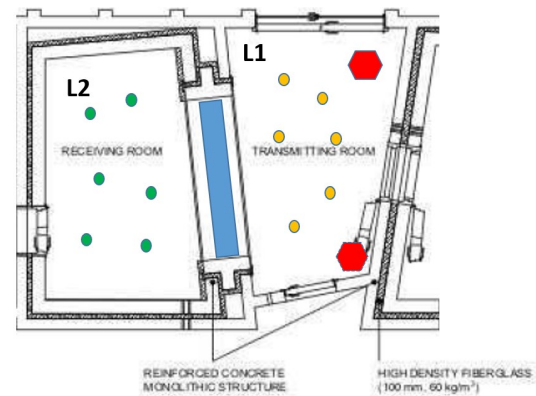 L1
L2
RECEIVING ROOM
TRANSMITTING ROOM
REINFORCED CONCRETE
MONOLITHIC STRUCTURE
HIGH DENSITY FIBERGLASS
(100 mm, 60 kg/m³)